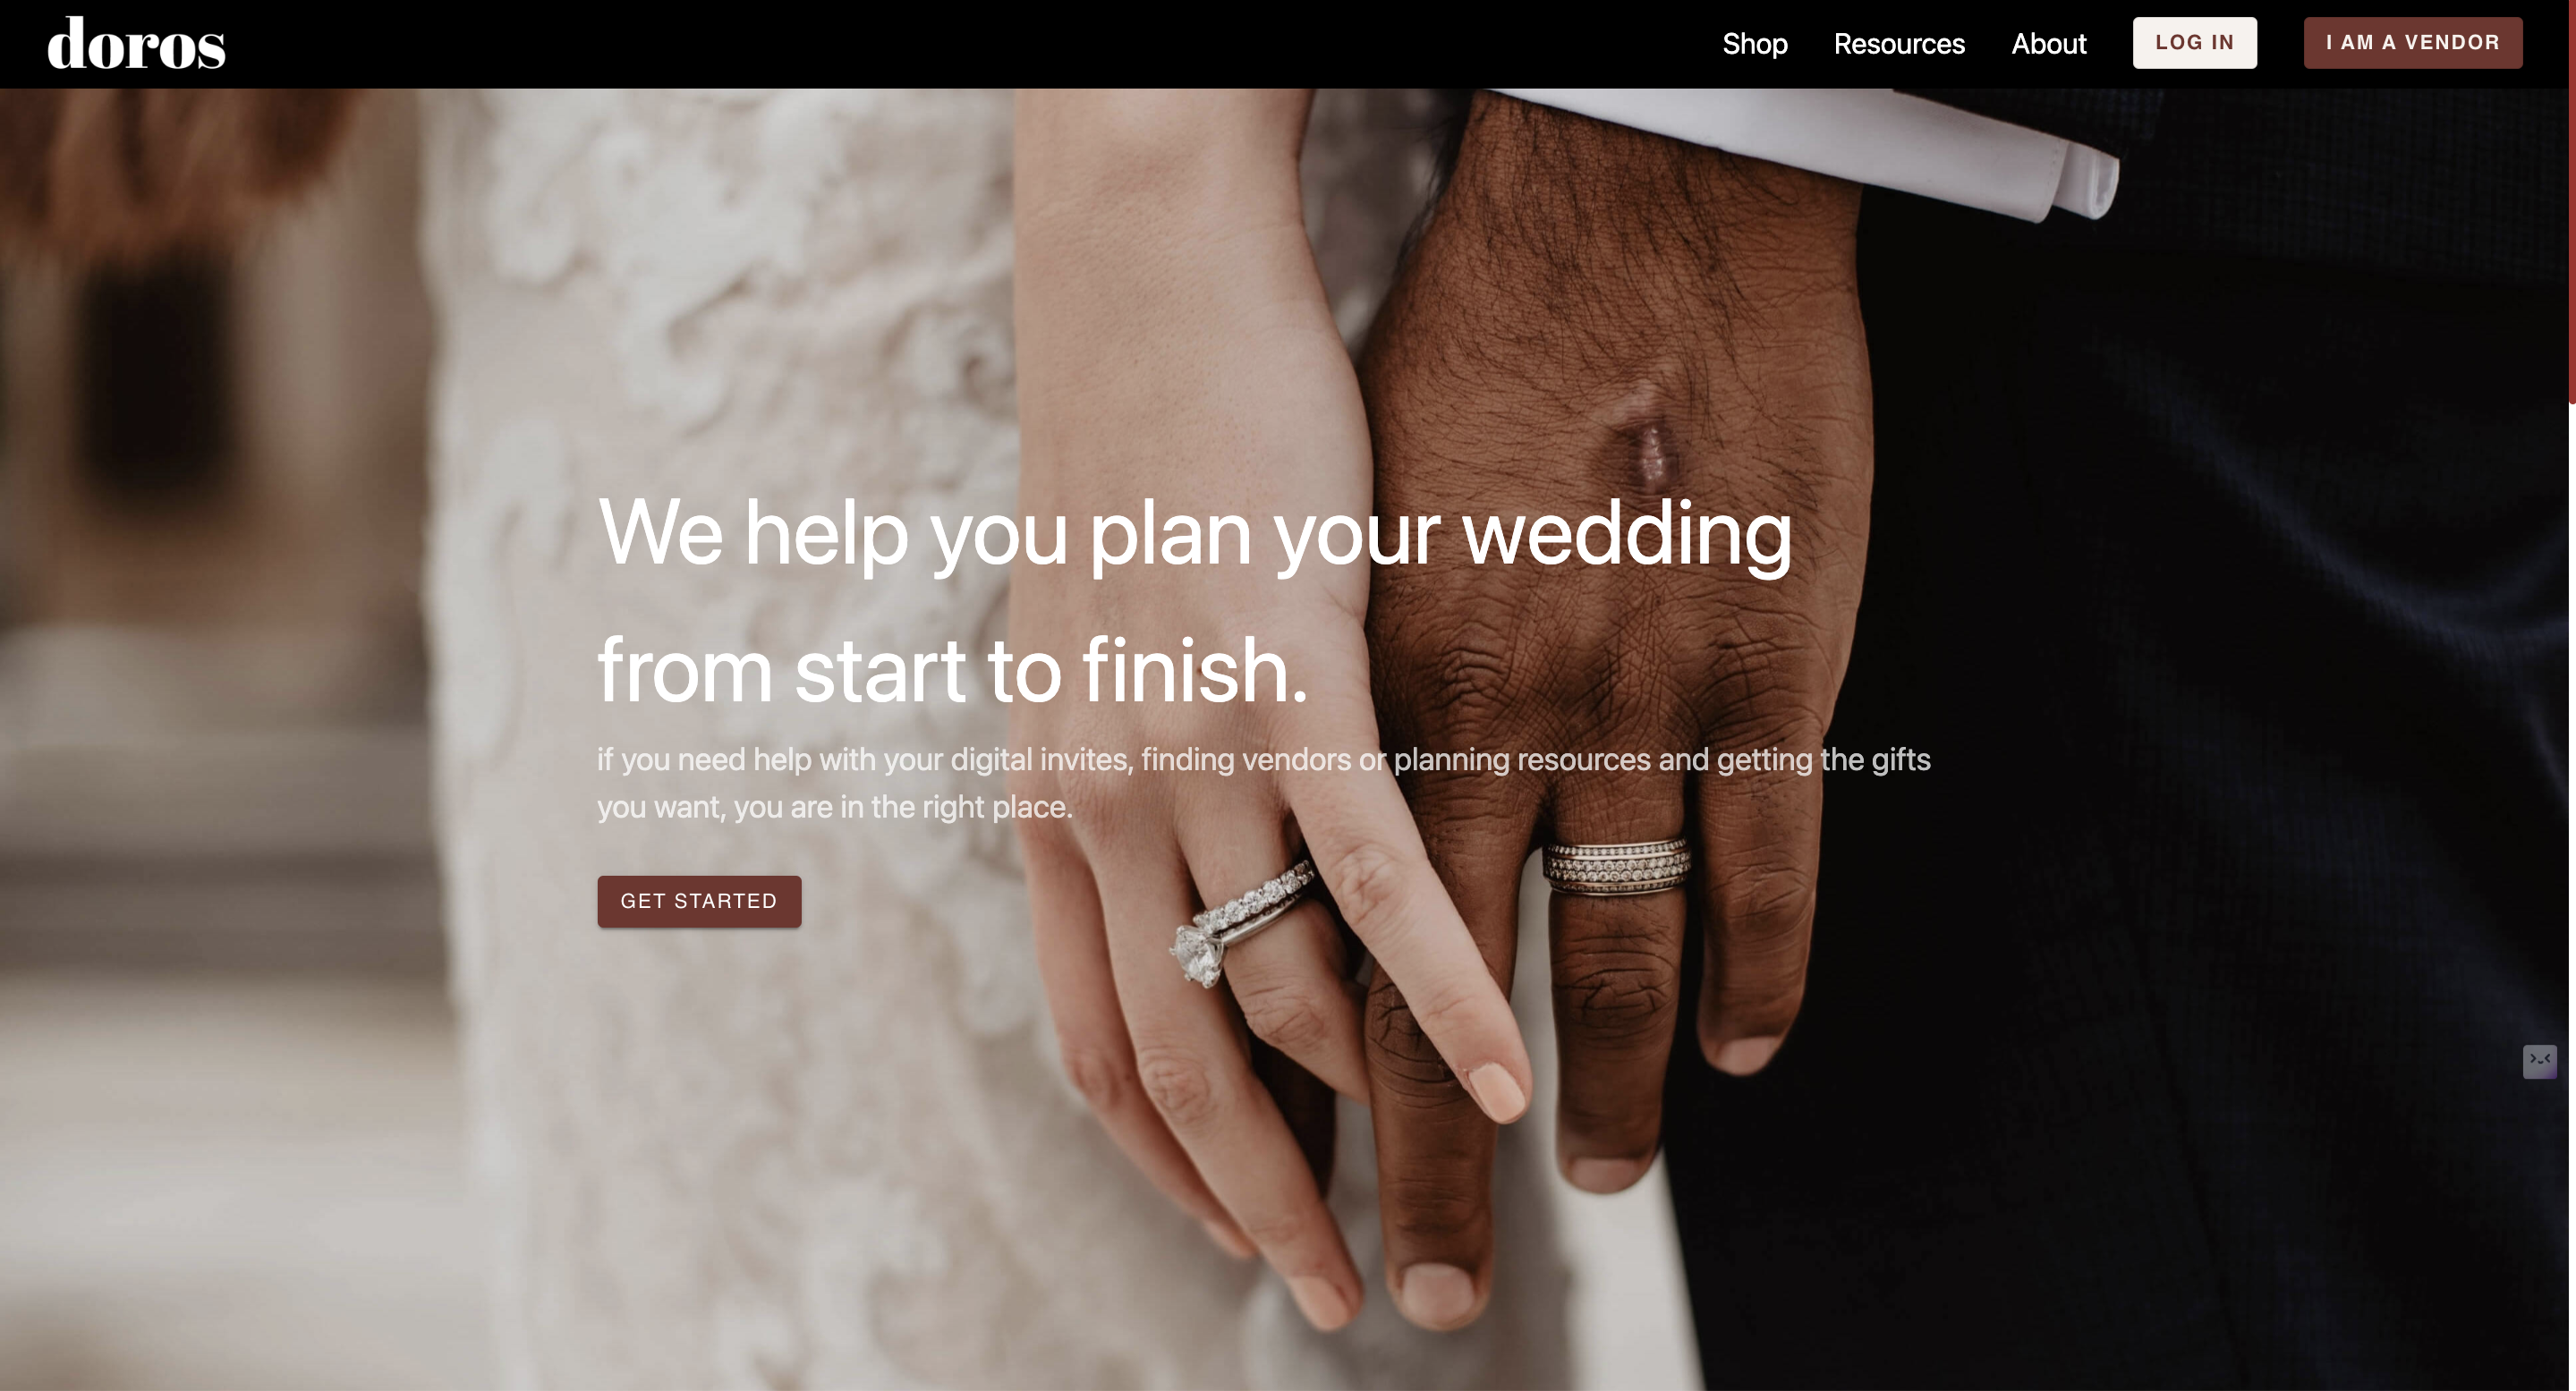 doros
Shop Resources About LOG IN I AM A VENDOR
We help you plan your wedding
from start to finish.
if you need help with your digital invites, finding vendors or planning resources and getting the gifts
you want, you are in the right place.
GET STARTED